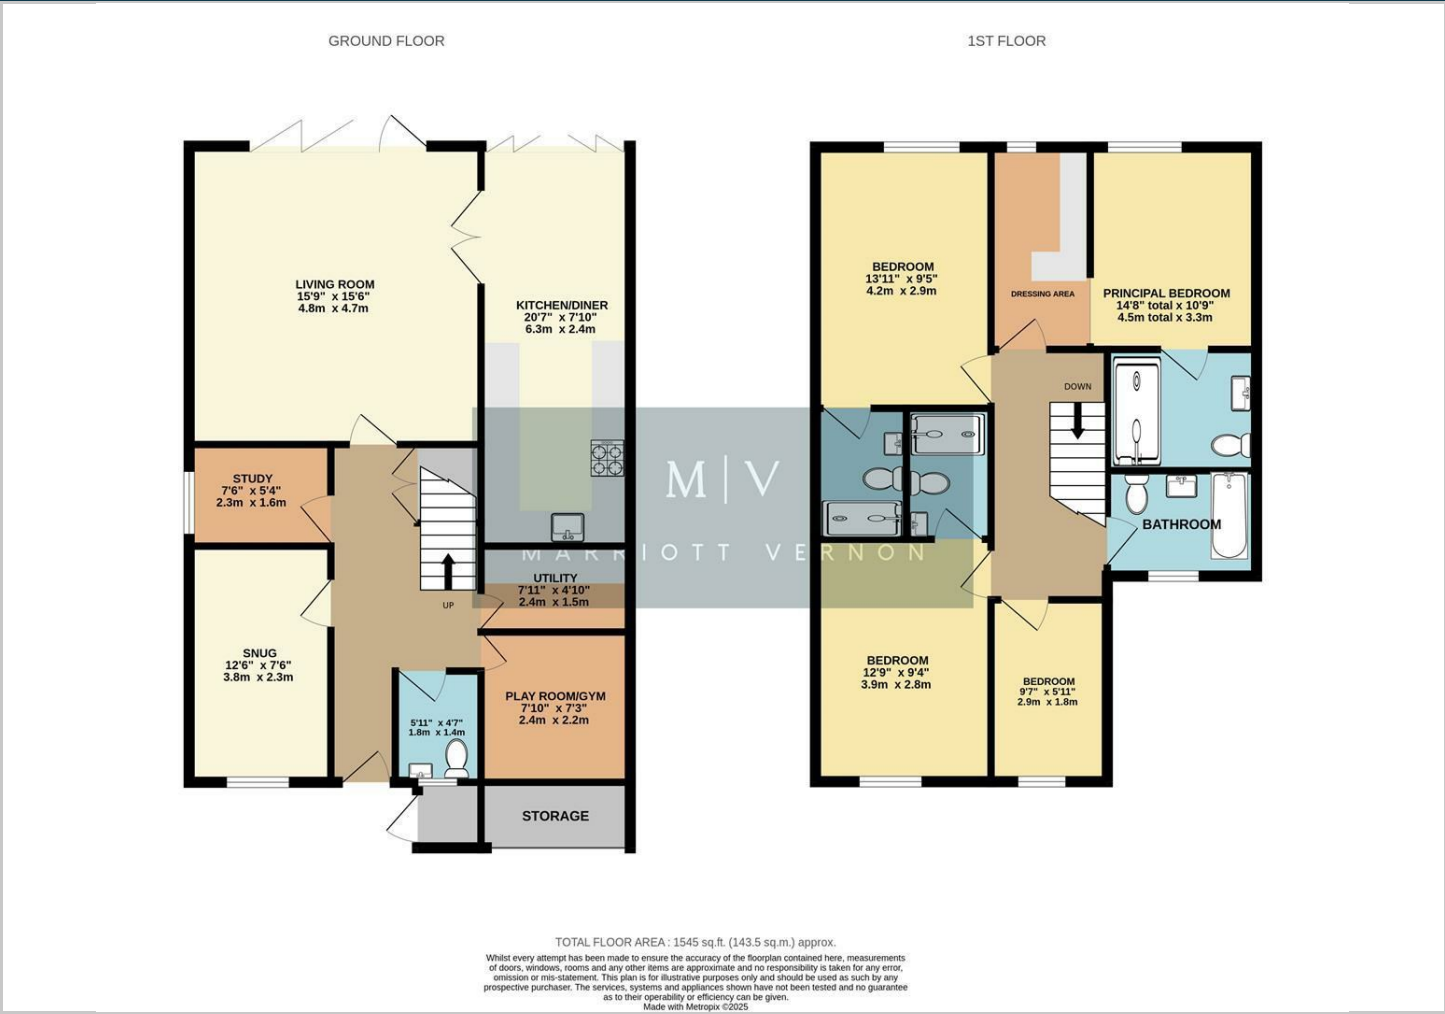 GROUND FLOOR
1ST FLOOR
LIVING ROOM
15'9" x 15'6"
4.8m x 4.7m
KITCHEN/DINER
20'7" x 7'10"
6.3m x 2.4m
STUDY
7'6" x 5'4"
2.3m x 1.6m
UP
UTILITY
7'11" x 4'10"
2.4m x 1.5m
SNUG
12'6" x 7'6"
3.8m x 2.3m
PLAY ROOM/GYM
7'10" x 7'3"
2.4m x 2.2m
5'11" x 4'7"
1.8m x 1.4m
STORAGE
BEDROOM
13'11" x 9'5"
4.2m x 2.9m
DRESSING AREA
PRINCIPAL BEDROOM
14'8" total x 10'9"
4.5m total x 3.3m
DOWN
BATHROOM
BEDROOM
12'9" x 9'4"
3.9m x 2.8m
BEDROOM
9'7" x 5'11"
2.9m x 1.8m
M|V
MARRIOTT VERNON
TOTAL FLOOR AREA : 1545 sq.ft. (143.5 sq.m.) approx.
Whilst every attempt has been made to ensure the accuracy of the floorplan contained here, measurements
of doors, windows, rooms and any other items are approximate and no responsibility is taken for any error,
omission or mis-statement. This plan is for illustrative purposes only and should be used as such by any
prospective purchaser. The services, systems and appliances shown have not been tested and no guarantee
as to their operability or efficiency can be given.
Made with Metropix ©2025